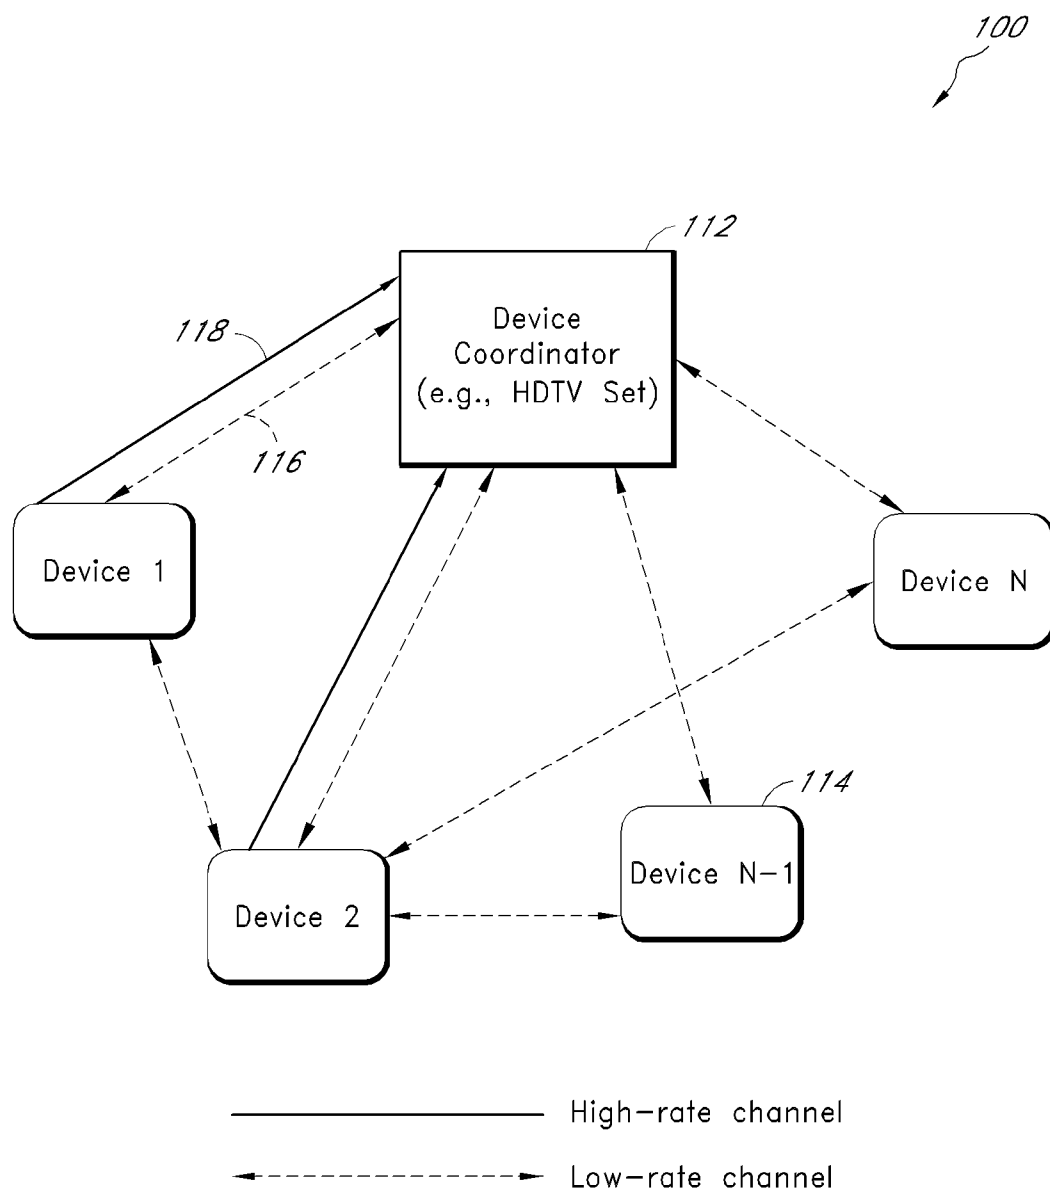 100
112
Device
Coordinator
(e.g., HDTV Set)
118
116
Device 1
Device N
114
Device N-1
Device 2
High-rate channel
Low-rate channel